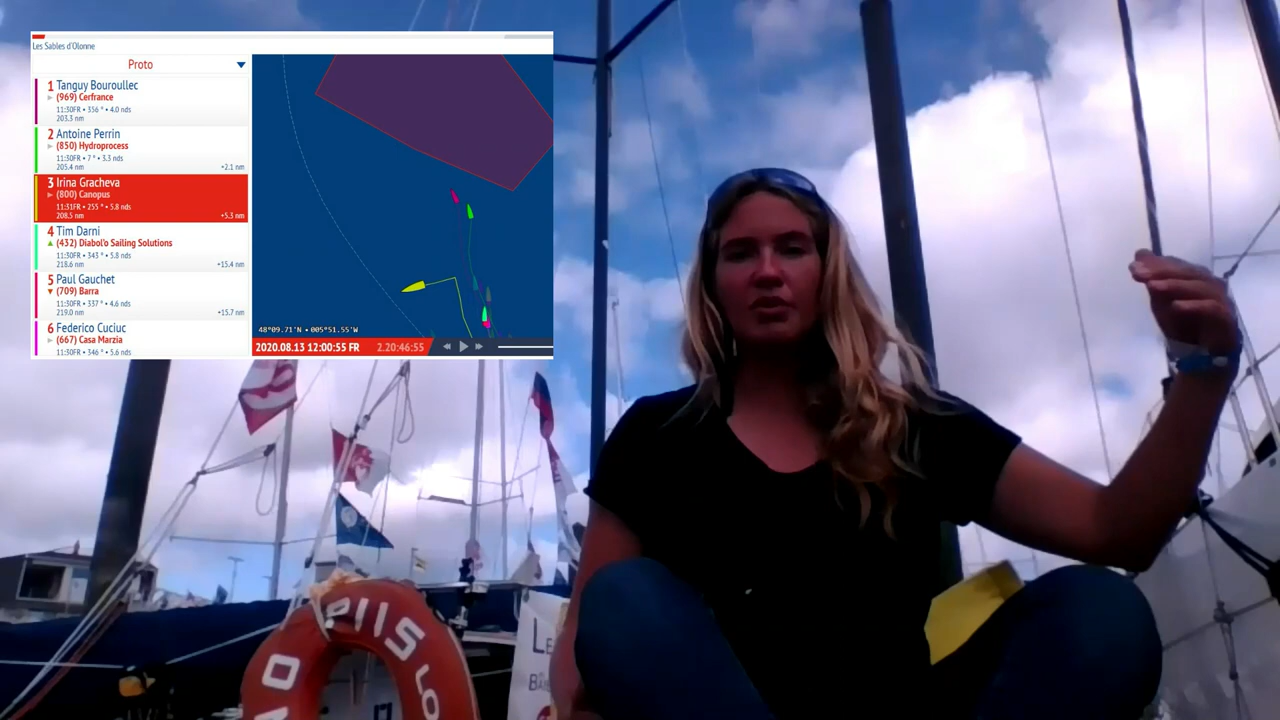 Les Sables d'Olonne
Proto
1 Tanguy Bouroullec
(969) Cerfrance
11:30FR • 356 ° • 4.0 nds
203.3 nm
2 Antoine Perrin
(850) Hydroprocess
11:30FR • 7 ° • 3.3 nds
205.4 nm +2.1 nm
3 Irina Gracheva
(800) Canopus
11:31FR • 255 ° • 5.8 nds
208.5 nm +5.3 nm
4 Tim Darni
(432) Diabolo Sailing Solutions
11:30FR • 343 ° • 5.8 nds
218.6 nm +15.4 nm
5 Paul Gauchet
(709) Barra
11:30FR • 337 ° • 4.6 nds
219.0 nm +15.7 nm
6 Federico Cuciuc
(667) Casa Marzia
11:30FR • 346 ° • 5.6 nds
48°09.71'N • 005°51.55'W
2020.08.13 12:00:55 FR 2.20:46:55
ells
LO